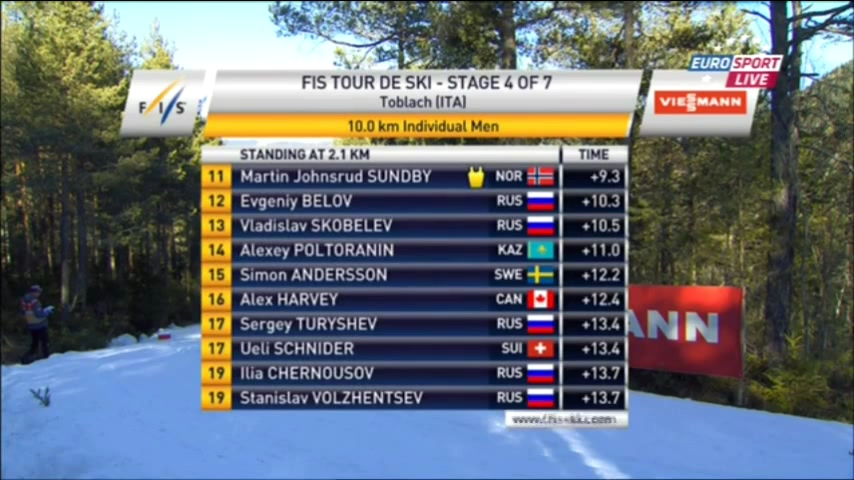 EUROSPORT
LIVE
FIS TOUR DE SKI - STAGE 4 OF 7
FIS
Toblach (ITA)
VIESSMANN
10.0 km Individual Men
STANDING AT 2.1 KM TIME
11 Martin Johnsrud SUNDBY NOR +9.3
12 Evgeniy BELOV RUS +10.3
13 Vladislav SKOBELEV RUS +10.5
14 Alexey POLTORANIN KAZ +11.0
15 Simon ANDERSSON SWE +12.2
16 Alex HARVEY CAN +12.4
17 Sergey TURYSHEV RUS +13.4
17 Ueli SCHNIDER SUI +13.4
19 Ilia CHERNOUSOV RUS +13.7
19 Stanislav VOLZHENTSEV RUS +13.7
ANN